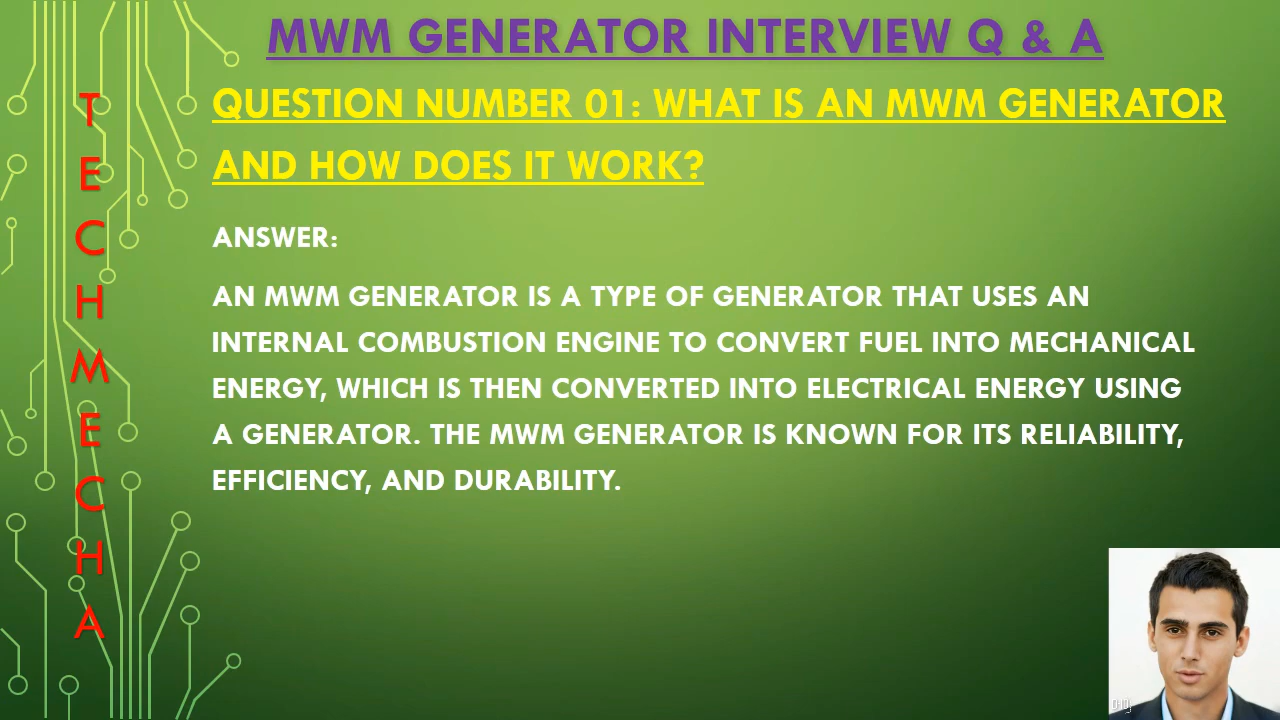 MWM GENERATOR INTERVIEW Q & A
QUESTION NUMBER 01: WHAT IS AN MWM GENERATOR
AND HOW DOES IT WORK?
ANSWER:
AN MWM GENERATOR IS A TYPE OF GENERATOR THAT USES AN
INTERNAL COMBUSTION ENGINE TO CONVERT FUEL INTO MECHANICAL
ENERGY, WHICH IS THEN CONVERTED INTO ELECTRICAL ENERGY USING
A GENERATOR. THE MWM GENERATOR IS KNOWN FOR ITS RELIABILITY,
EFFICIENCY, AND DURABILITY.
T
E
C
H
M
E
C
H
A